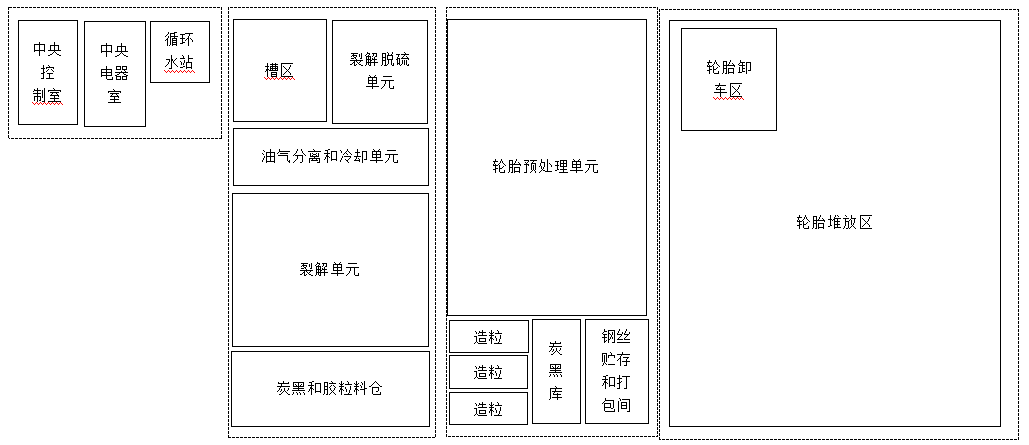 中央
控
制室
中央
电器
室
循环
水站
槽区
裂解脱硫
单元
油气分离和冷却单元
裂解单元
炭黑和胶粒料仓
轮胎预处理单元
造粒
造粒
造粒
炭
黑
库
钢丝
贮存
和打
包间
轮胎卸
车区
轮胎堆放区